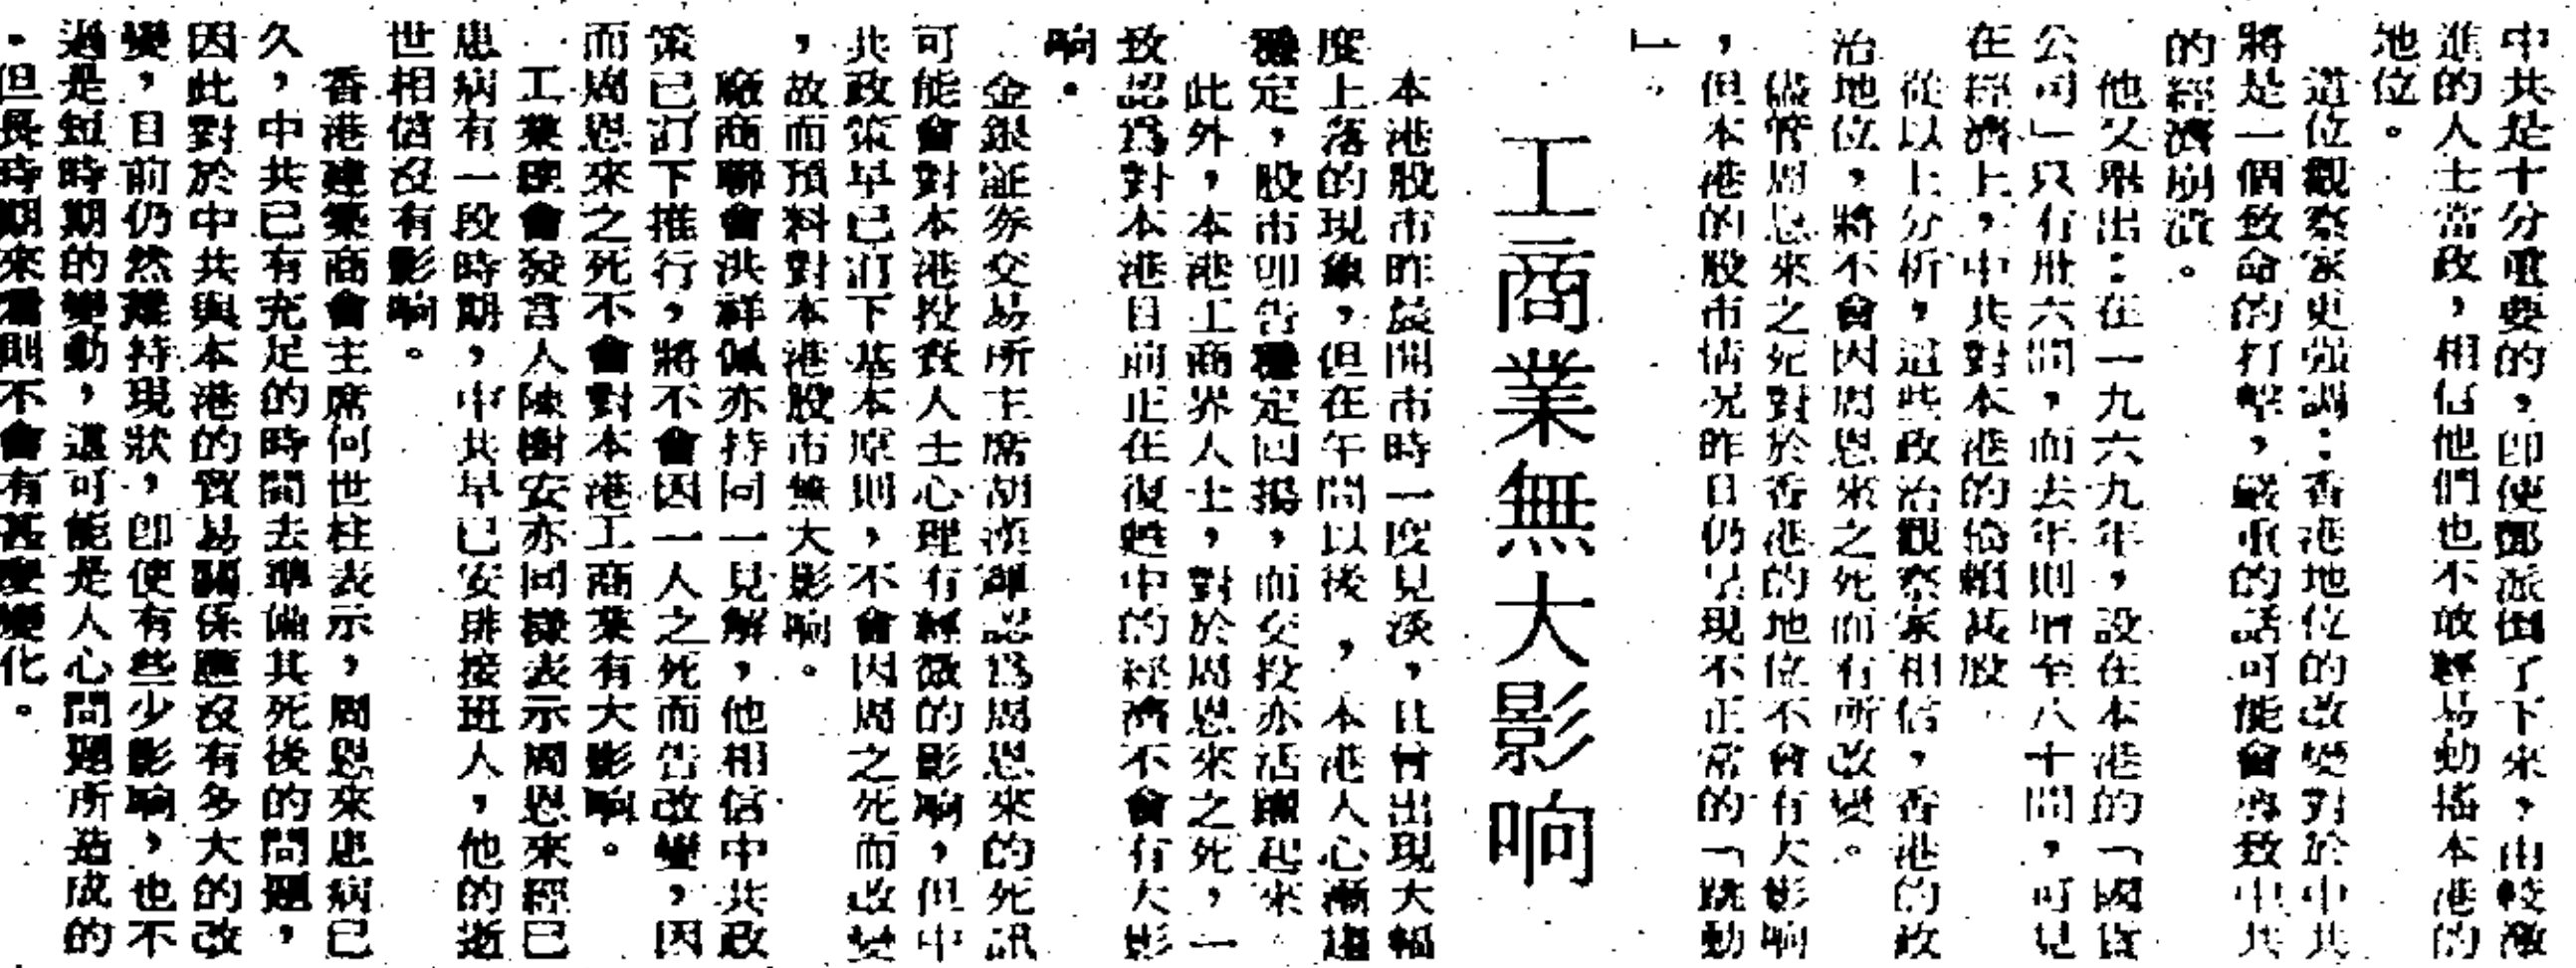 中共是十分重要的，卽使鄧派倒了下來，由較激
進的人士當政，相信他們也不敢輕易動搖本港的
地位。
這位觀察家更强調：香港地位的改變對於中共
將是一個致命的打擊，嚴重的話可能會導致中共
的經濟崩潰。
他又舉出：在一九六九年，設在本港的「國貨
公司」只有卅六間，而去年則增至八十間，可見
在經濟上，中共對本港的倚賴甚殷
從以上分析，這些政治觀察家相信，香港的政
治地位，將不會因周恩來之死而有所改變。
儘管周恩來之死對於香港的地位不會有大影响
，但本港的股市情况昨日仍呈現不正常的「跳動
」。
工商業無大影响
本港股市昨晨開市時一度見淡，且曾出現大幅
度上落的現象，但在午間以後，本港人心漸趨
穩定，股市卽告穩定回揚，而交投亦活躍起來
此外，本港工商界人士，對於周恩來之死，一
致認爲對本港目前正在復甦中的經濟不會有大影
响。
金銀証券交易所主席胡漢輝認爲周恩來的死訊
可能會對本港投資人士心理有輕微的影响，但中
共政策早已訂下基本原則，不會因周之死而改變
，故而預料對本港股市無大影响。
廠商聯會洪祥佩亦持同一見解，他相信中共政
策已訂下推行，將不會因一人之死而告改變，因
而周恩來之死不會對本港工商業有大影响。
工業總會發言人陳樹安亦同樣表示周恩來經已
患病有一段時期，中共早已安排接班人，他的逝
世相信沒有影响。
香港建築商會主席何世柱表示，周恩來患病已
久，中共已有充足的時間去準備其死後的問題，
因此對於中共與本港的貿易關係應沒有多大的改
變，目前仍然維持現狀，卽使有些少影响，也不
過是短時期的變動，還可能是人心問題所造成的
。但長時期來看則不會有甚麼變化。